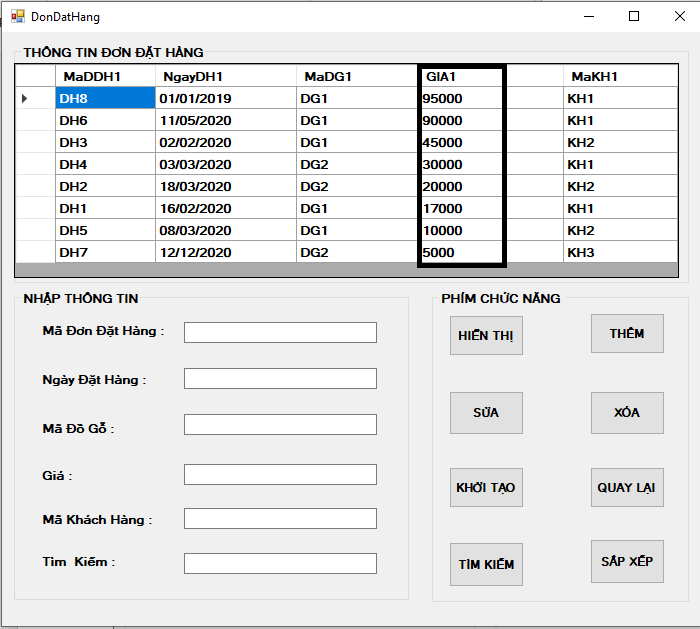 DonDatHang
THÔNG TIN ĐƠN ĐẶT HÀNG
MaDDH1 NgayDH1 MaDG1 GIA1 MaKH1
DH8 01/01/2019 DG1 95000 KH1
DH6 11/05/2020 DG1 90000 KH1
DH3 02/02/2020 DG1 45000 KH2
DH4 03/03/2020 DG2 30000 KH1
DH2 18/03/2020 DG2 20000 KH2
DH1 16/02/2020 DG1 17000 KH1
DH5 08/03/2020 DG1 10000 KH2
DH7 12/12/2020 DG2 5000 KH3
NHẬP THÔNG TIN
Mã Đơn Đặt Hàng :
Ngày Đặt Hàng :
Mã Đồ Gỗ :
Giá :
Mã Khách Hàng :
Tìm Kiếm :
PHÍM CHỨC NĂNG
HIỂN THỊ THÊM
SỬA XÓA
KHỞI TẠO QUAY LẠI
TÌM KIẾM SẮP XẾP